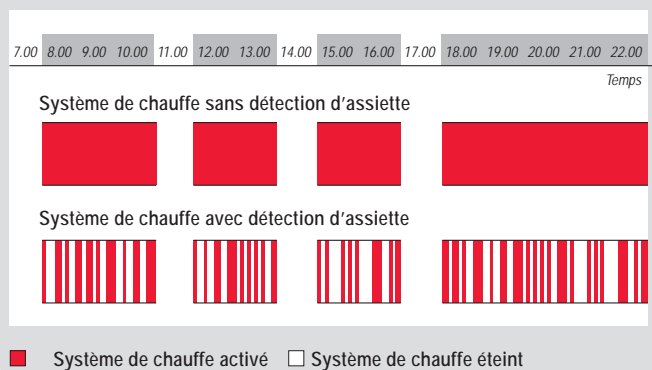 7.00 8.00 9.00 10.00 11.00 12.00 13.00 14.00 15.00 16.00 17.00 18.00 19.00 20.00 21.00 22.00
Temps
Système de chauffe sans détection d'assiette
Système de chauffe avec détection d'assiette
Système de chauffe activé Système de chauffe éteint